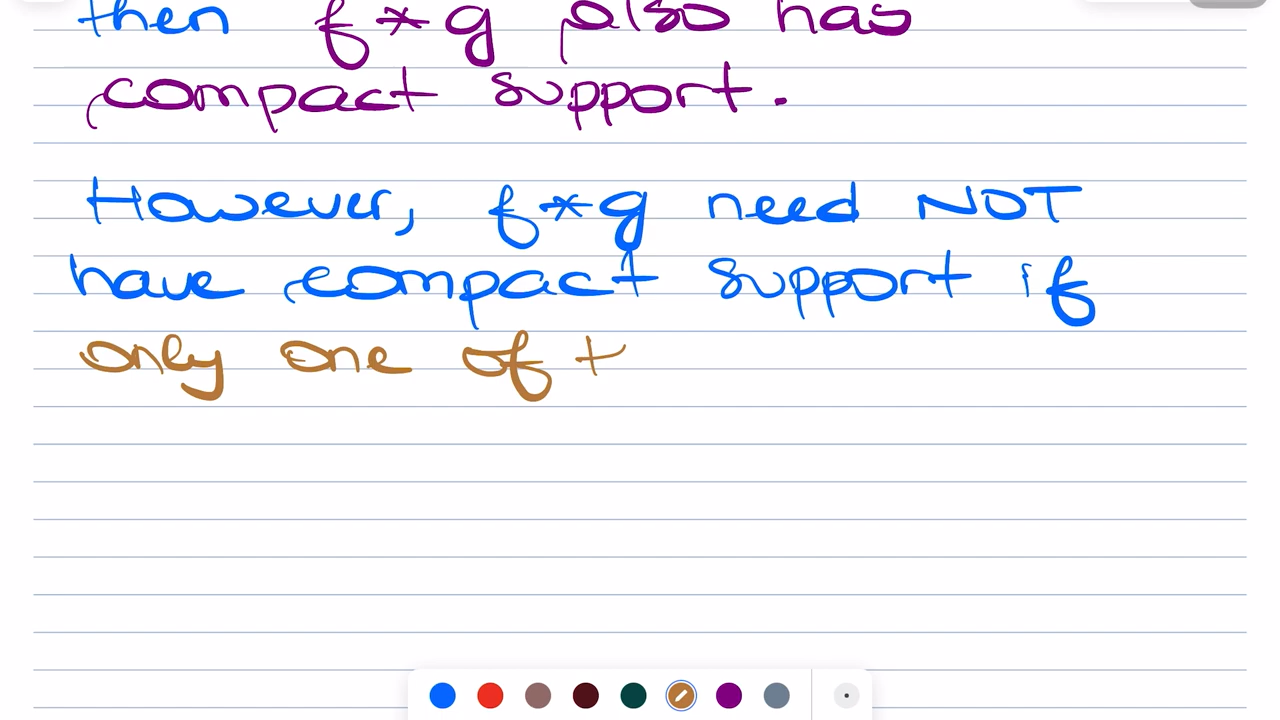 then f * g also has
compact support.
However, f * g need NOT
have compact support if
only one of t